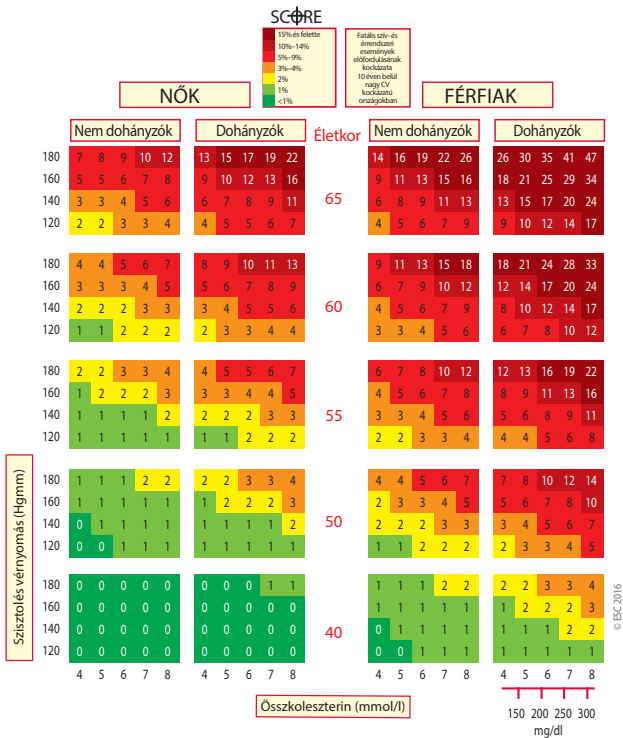 SCORE
15% és felette
10%–14%
5%–9%
3%–4%
2%
1%
<1%
Fatális szív- és
érrendszeri
események
előfordulásának
kockázata
10 éven belül
nagy CV
kockázatú
országokban
NŐK
FÉRFIAK
Nem dohányzók
Dohányzók
Életkor
Nem dohányzók
Dohányzók
180 7 8 9 10 12 13 15 17 19 22 14 16 19 22 26 26 30 35 41 47
160 5 5 6 7 8 9 10 12 13 16 9 11 13 15 16 18 21 25 29 34
65
140 3 3 4 5 6 6 7 8 9 11 6 8 9 11 13 13 15 17 20 24
120 2 2 3 3 4 4 5 5 6 7 4 5 6 7 9 9 10 12 14 17
180 4 4 5 6 7 8 9 10 11 13 9 11 13 15 18 18 21 24 28 33
160 3 3 3 4 5 5 6 7 8 9 6 7 9 10 12 12 14 17 20 24
60
140 2 2 2 3 3 3 4 5 5 6 4 5 6 7 9 8 10 12 14 17
120 1 1 2 2 2 2 3 3 4 4 3 3 4 5 6 6 7 8 10 12
180 2 2 3 3 4 4 5 5 6 7 6 7 8 10 12 12 13 16 19 22
160 1 2 2 2 3 3 3 4 4 5 4 5 6 7 8 8 9 11 13 16
55
140 1 1 1 1 2 2 2 2 3 3 3 3 4 5 6 5 6 8 9 11
120 1 1 1 1 1 1 1 2 2 2 2 2 3 3 4 4 4 5 6 8
180 1 1 1 2 2 2 2 3 3 4 4 4 5 6 7 7 8 10 12 14
160 1 1 1 1 1 1 2 2 2 3 2 3 3 4 5 5 6 7 8 10
50
140 0 1 1 1 1 1 1 1 1 2 2 2 2 3 3 3 4 5 6 7
120 0 0 1 1 1 1 1 1 1 1 1 1 2 2 2 2 3 3 4 5
180 0 0 0 0 0 0 0 0 1 1 1 1 1 2 2 2 2 3 3 4
160 0 0 0 0 0 0 0 0 0 0 1 1 1 1 1 1 2 2 2 3
40
140 0 0 0 0 0 0 0 0 0 0 0 1 1 1 1 1 1 1 2 2
120 0 0 0 0 0 0 0 0 0 0 0 0 1 1 1 1 1 1 1 1
4 5 6 7 8 4 5 6 7 8 4 5 6 7 8 4 5 6 7 8
Szisztolés vérnyomás (Hgmm)
Összkoleszterin (mmol/l)
150 200 250 300
mg/dl
© ESC 2016